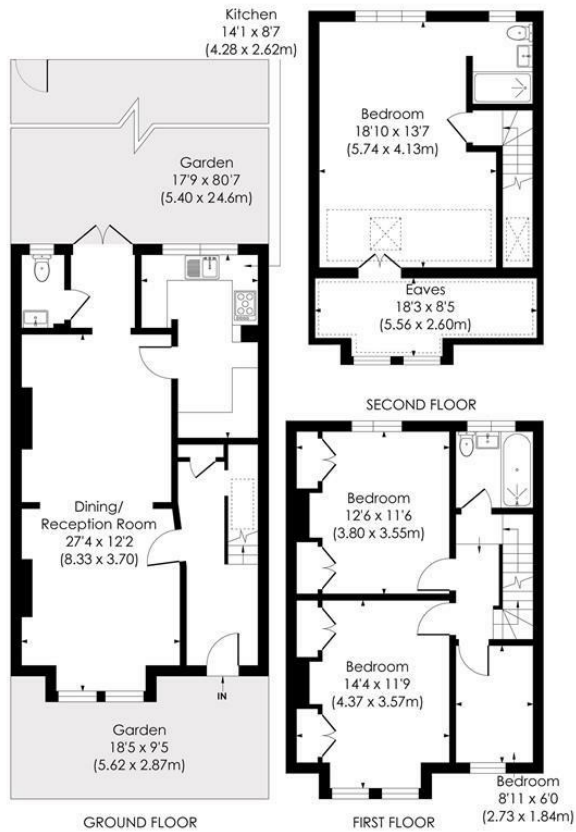 Kitchen
14'1 x 8'7
(4.28 x 2.62m)
Garden
17'9 x 80'7
(5.40 x 24.6m)
Dining/
Reception Room
27'4 x 12'2
(8.33 x 3.70)
IN
Garden
18'5 x 9'5
(5.62 x 2.87m)
GROUND FLOOR
Bedroom
18'10 x 13'7
(5.74 x 4.13m)
Eaves
18'3 x 8'5
(5.56 x 2.60m)
SECOND FLOOR
Bedroom
12'6 x 11'6
(3.80 x 3.55m)
Bedroom
14'4 x 11'9
(4.37 x 3.57m)
Bedroom
8'11 x 6'0
(2.73 x 1.84m)
FIRST FLOOR